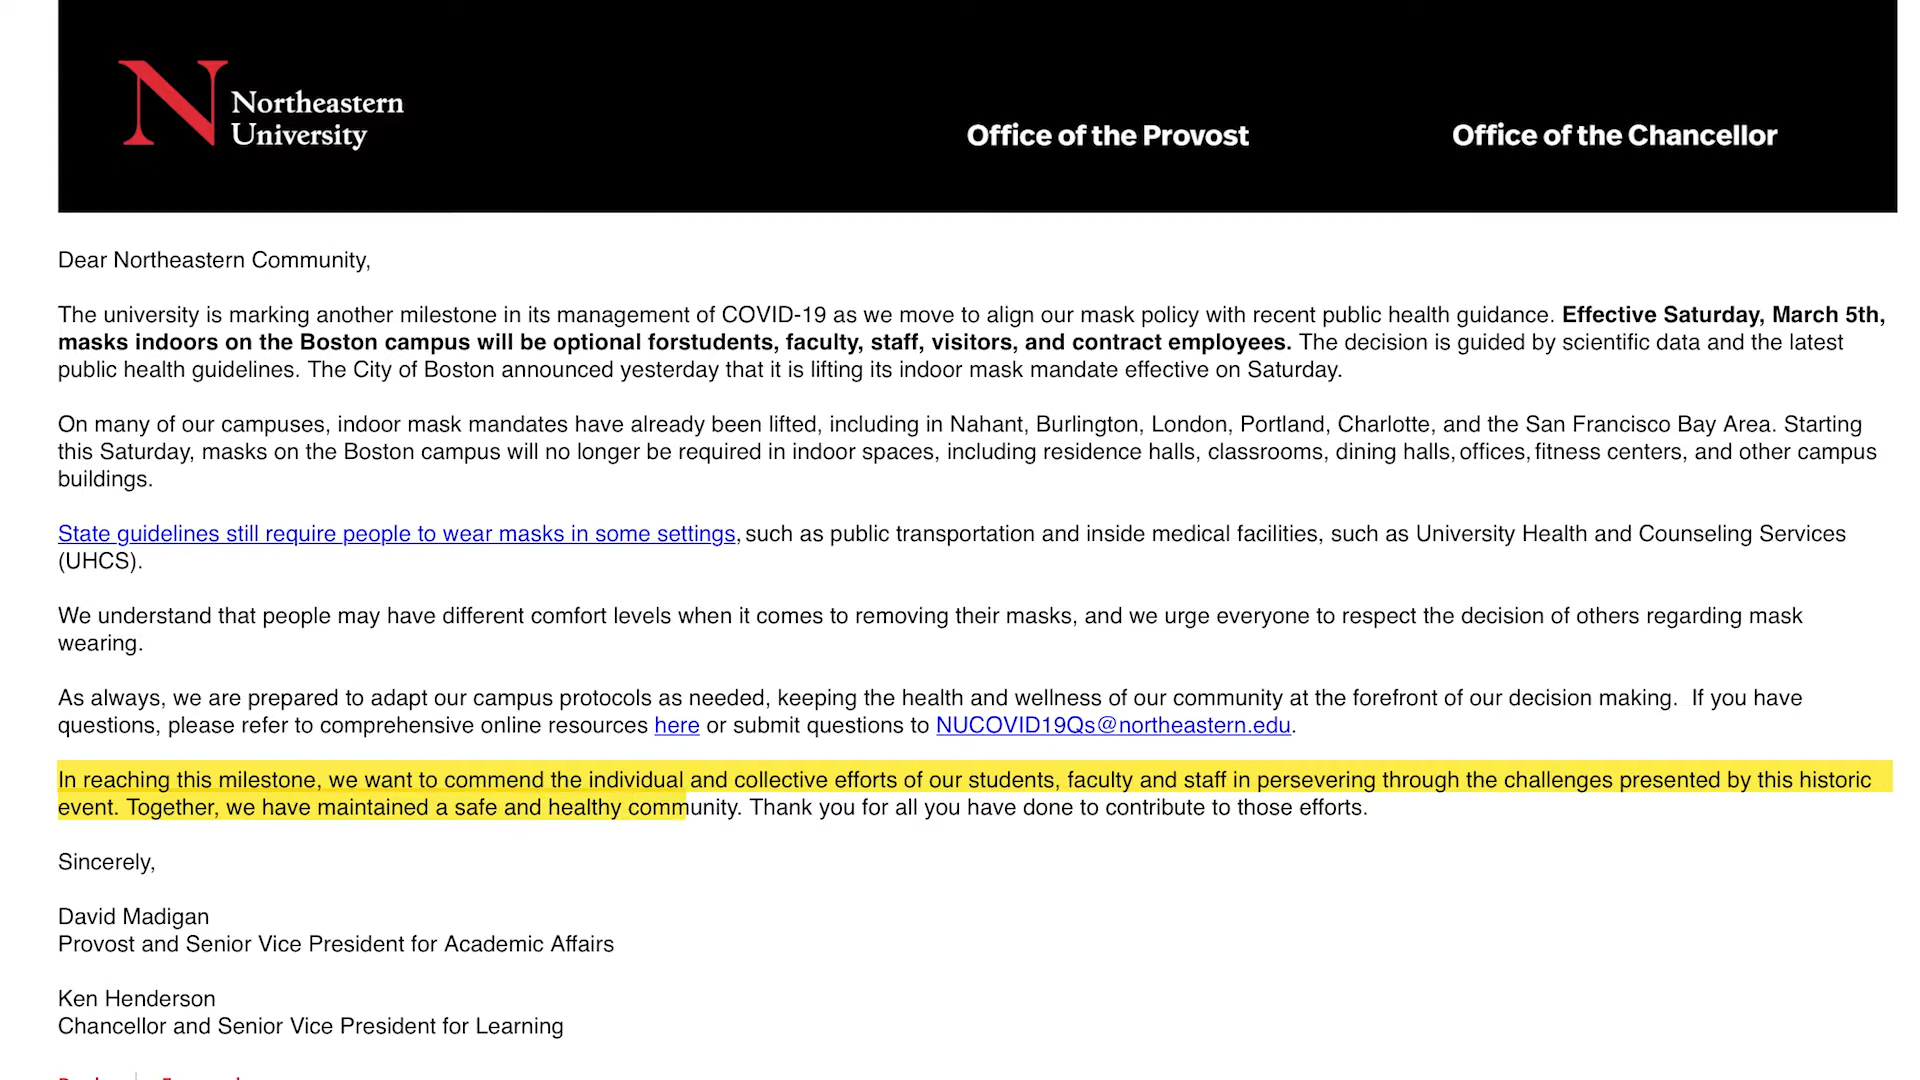 Northeastern
University
Office of the Provost
Office of the Chancellor
Dear Northeastern Community,
The university is marking another milestone in its management of COVID-19 as we move to align our mask policy with recent public health guidance. Effective Saturday, March 5th,
masks indoors on the Boston campus will be optional forstudents, faculty, staff, visitors, and contract employees. The decision is guided by scientific data and the latest
public health guidelines. The City of Boston announced yesterday that it is lifting its indoor mask mandate effective on Saturday.
On many of our campuses, indoor mask mandates have already been lifted, including in Nahant, Burlington, London, Portland, Charlotte, and the San Francisco Bay Area. Starting
this Saturday, masks on the Boston campus will no longer be required in indoor spaces, including residence halls, classrooms, dining halls, offices, fitness centers, and other campus
buildings.
State guidelines still require people to wear masks in some settings, such as public transportation and inside medical facilities, such as University Health and Counseling Services
(UHCS).
We understand that people may have different comfort levels when it comes to removing their masks, and we urge everyone to respect the decision of others regarding mask
wearing.
As always, we are prepared to adapt our campus protocols as needed, keeping the health and wellness of our community at the forefront of our decision making.  If you have
questions, please refer to comprehensive online resources here or submit questions to NUCOVID19Qs@northeastern.edu.
In reaching this milestone, we want to commend the individual and collective efforts of our students, faculty and staff in persevering through the challenges presented by this historic
event. Together, we have maintained a safe and healthy community. Thank you for all you have done to contribute to those efforts.
Sincerely,
David Madigan
Provost and Senior Vice President for Academic Affairs
Ken Henderson
Chancellor and Senior Vice President for Learning